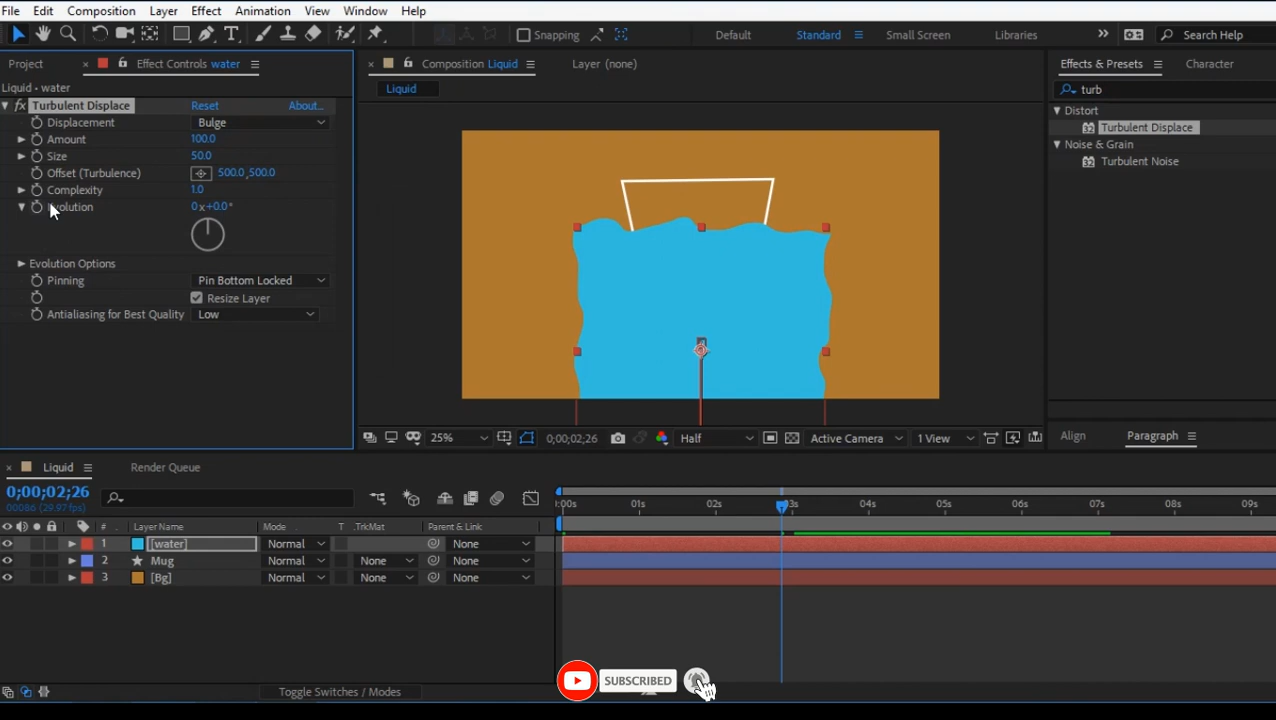 File Edit Composition Layer Effect Animation View Window Help
Snapping Default Standard Small Screen Libraries Search Help
Project Effect Controls water Composition Liquid Layer (none) Effects & Presets Character
Liquid • water Liquid turb
fx Turbulent Displace Reset About... Distort
Displacement Bulge Turbulent Displace
Amount 100.0 Noise & Grain
Size 50.0 Turbulent Noise
Offset (Turbulence) 500.0,500.0
Complexity 1.0
Evolution 0x+0.0°
Evolution Options
Pinning Pin Bottom Locked
Resize Layer
Antialiasing for Best Quality Low
25% 0;00;02;26 Half Active Camera 1 View Align Paragraph
Liquid Render Queue
0;00;02;26
00086 (29.97 fps) :00s 01s 02s 03s 04s 05s 06s 07s 08s 09s
# Layer Name Mode T .TrkMat Parent & Link
1 [water] Normal None
2 Mug Normal None None
3 [Bg] Normal None None
SUBSCRIBED
Toggle Switches / Modes